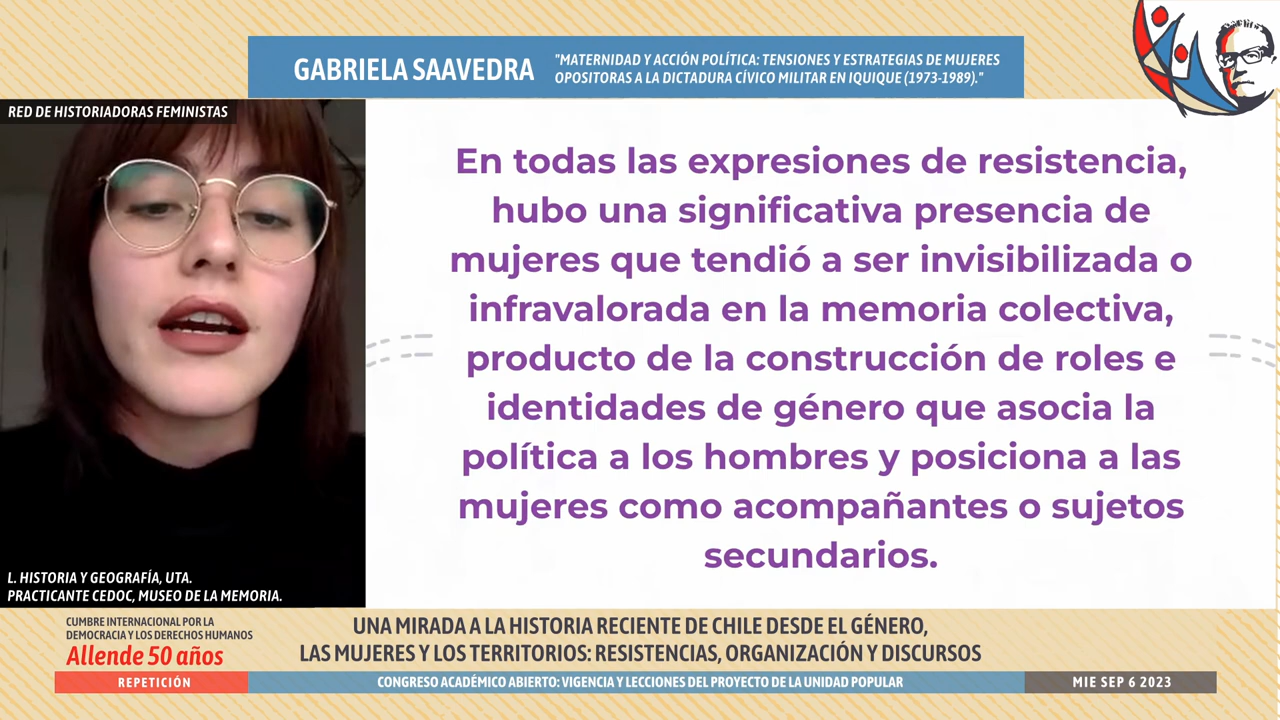 GABRIELA SAAVEDRA
"MATERNIDAD Y ACCIÓN POLÍTICA: TENSIONES Y ESTRATEGIAS DE MUJERES
OPOSITORAS A LA DICTADURA CÍVICO MILITAR EN IQUIQUE (1973-1989)."
RED DE HISTORIADORAS FEMINISTAS
En todas las expresiones de resistencia,
hubo una significativa presencia de
mujeres que tendió a ser invisibilizada o
infravalorada en la memoria colectiva,
producto de la construcción de roles e
identidades de género que asocia la
política a los hombres y posiciona a las
mujeres como acompañantes o sujetos
secundarios.
L. HISTORIA Y GEOGRAFÍA, UTA.
PRACTICANTE CEDOC, MUSEO DE LA MEMORIA.
CUMBRE INTERNACIONAL POR LA
DEMOCRACIA Y LOS DERECHOS HUMANOS
Allende 50 años
UNA MIRADA A LA HISTORIA RECIENTE DE CHILE DESDE EL GÉNERO,
LAS MUJERES Y LOS TERRITORIOS: RESISTENCIAS, ORGANIZACIÓN Y DISCURSOS
REPETICIÓN
CONGRESO ACADÉMICO ABIERTO: VIGENCIA Y LECCIONES DEL PROYECTO DE LA UNIDAD POPULAR
MIE SEP 6 2023